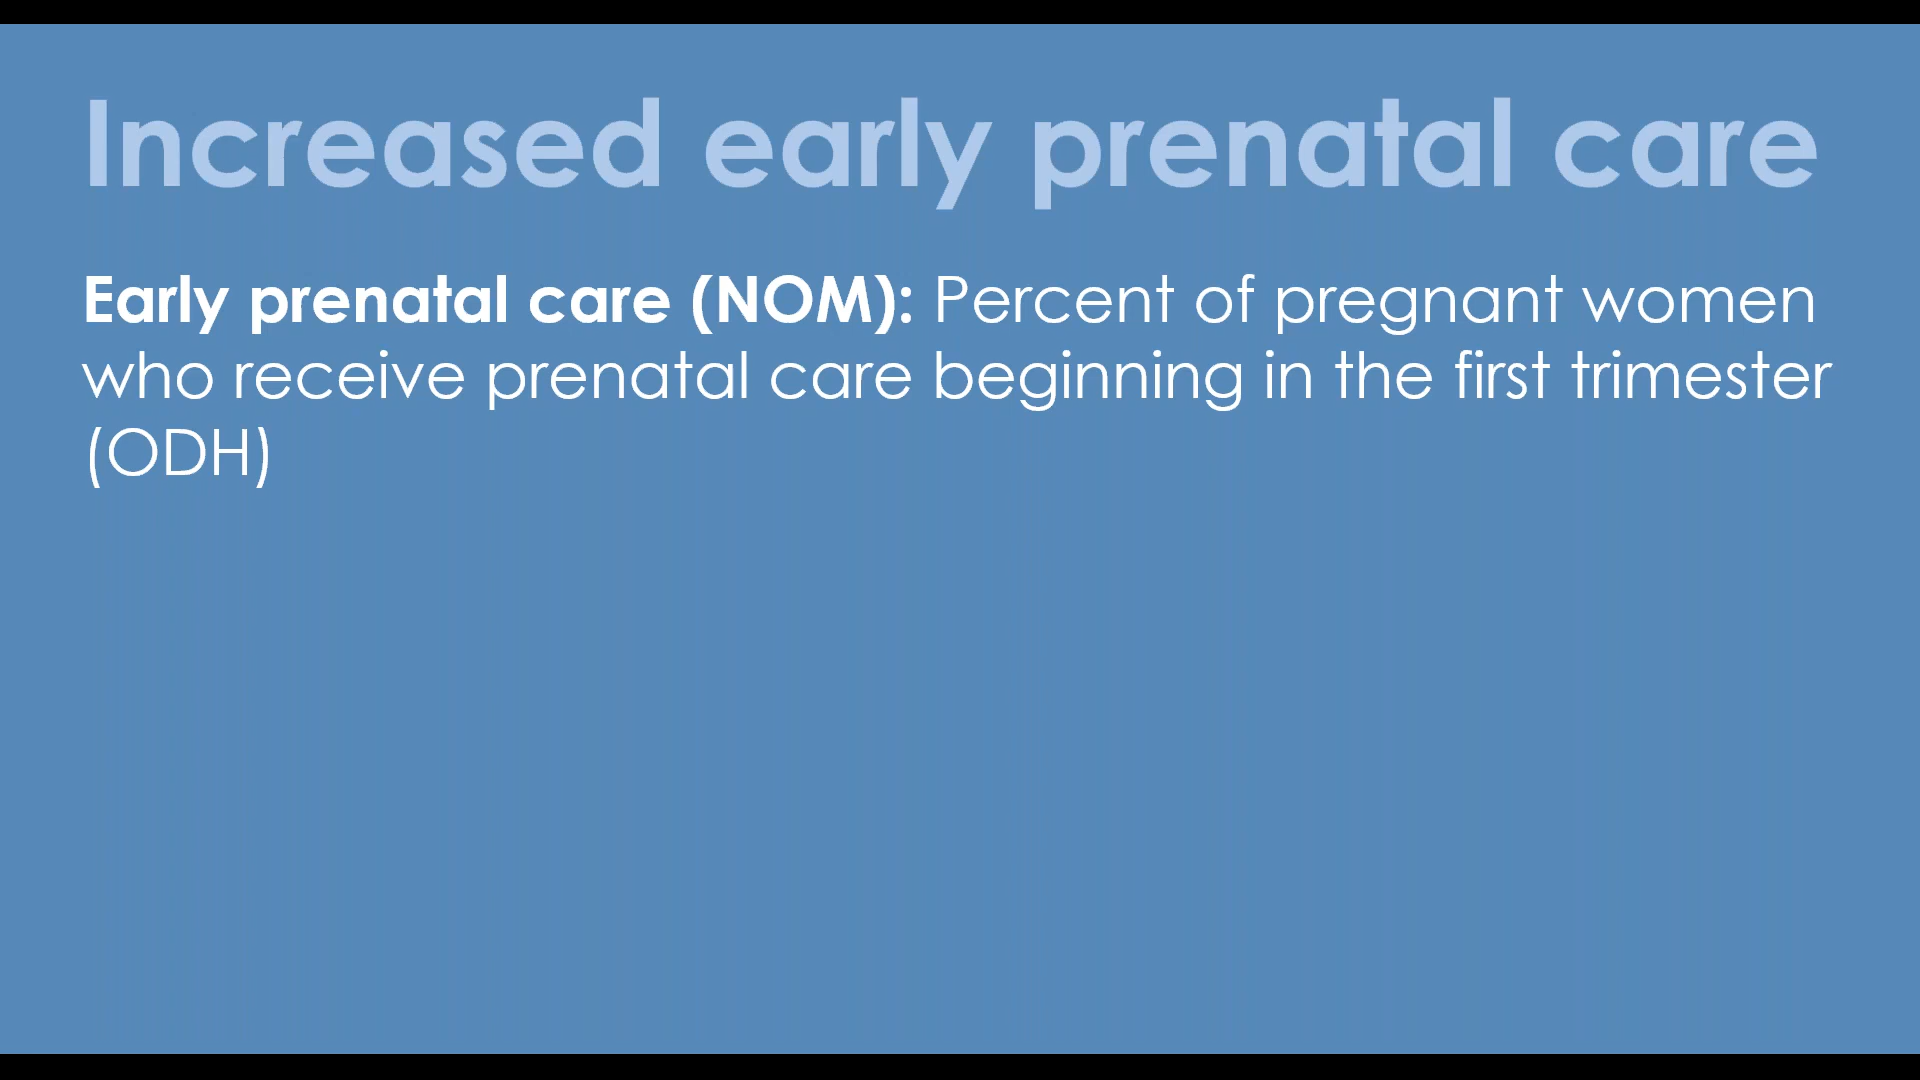 Increased early prenatal care
Early prenatal care (NOM): Percent of pregnant women
who receive prenatal care beginning in the first trimester
(ODH)